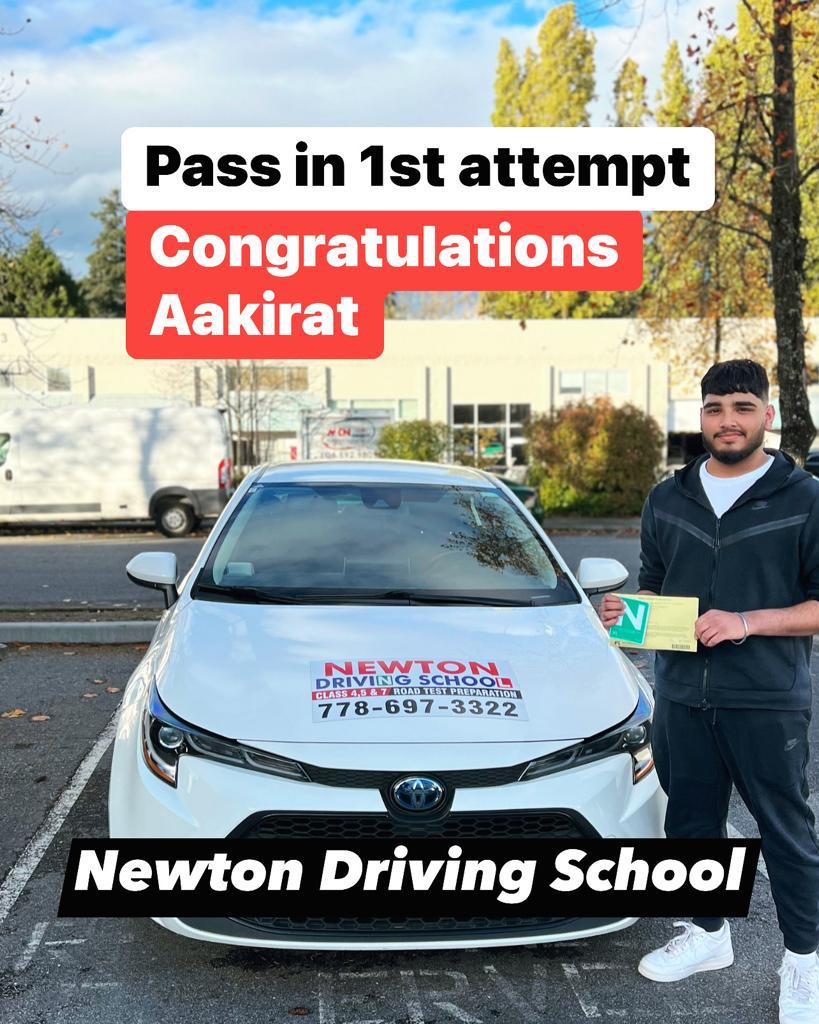 Pass in 1st attempt
Congratulations
Aakirat
NEWTON
DRIVING SCHOOL
CLASS 4,5 & 7 ROAD TEST PREPARATION
778-697-3322
N
Newton Driving School